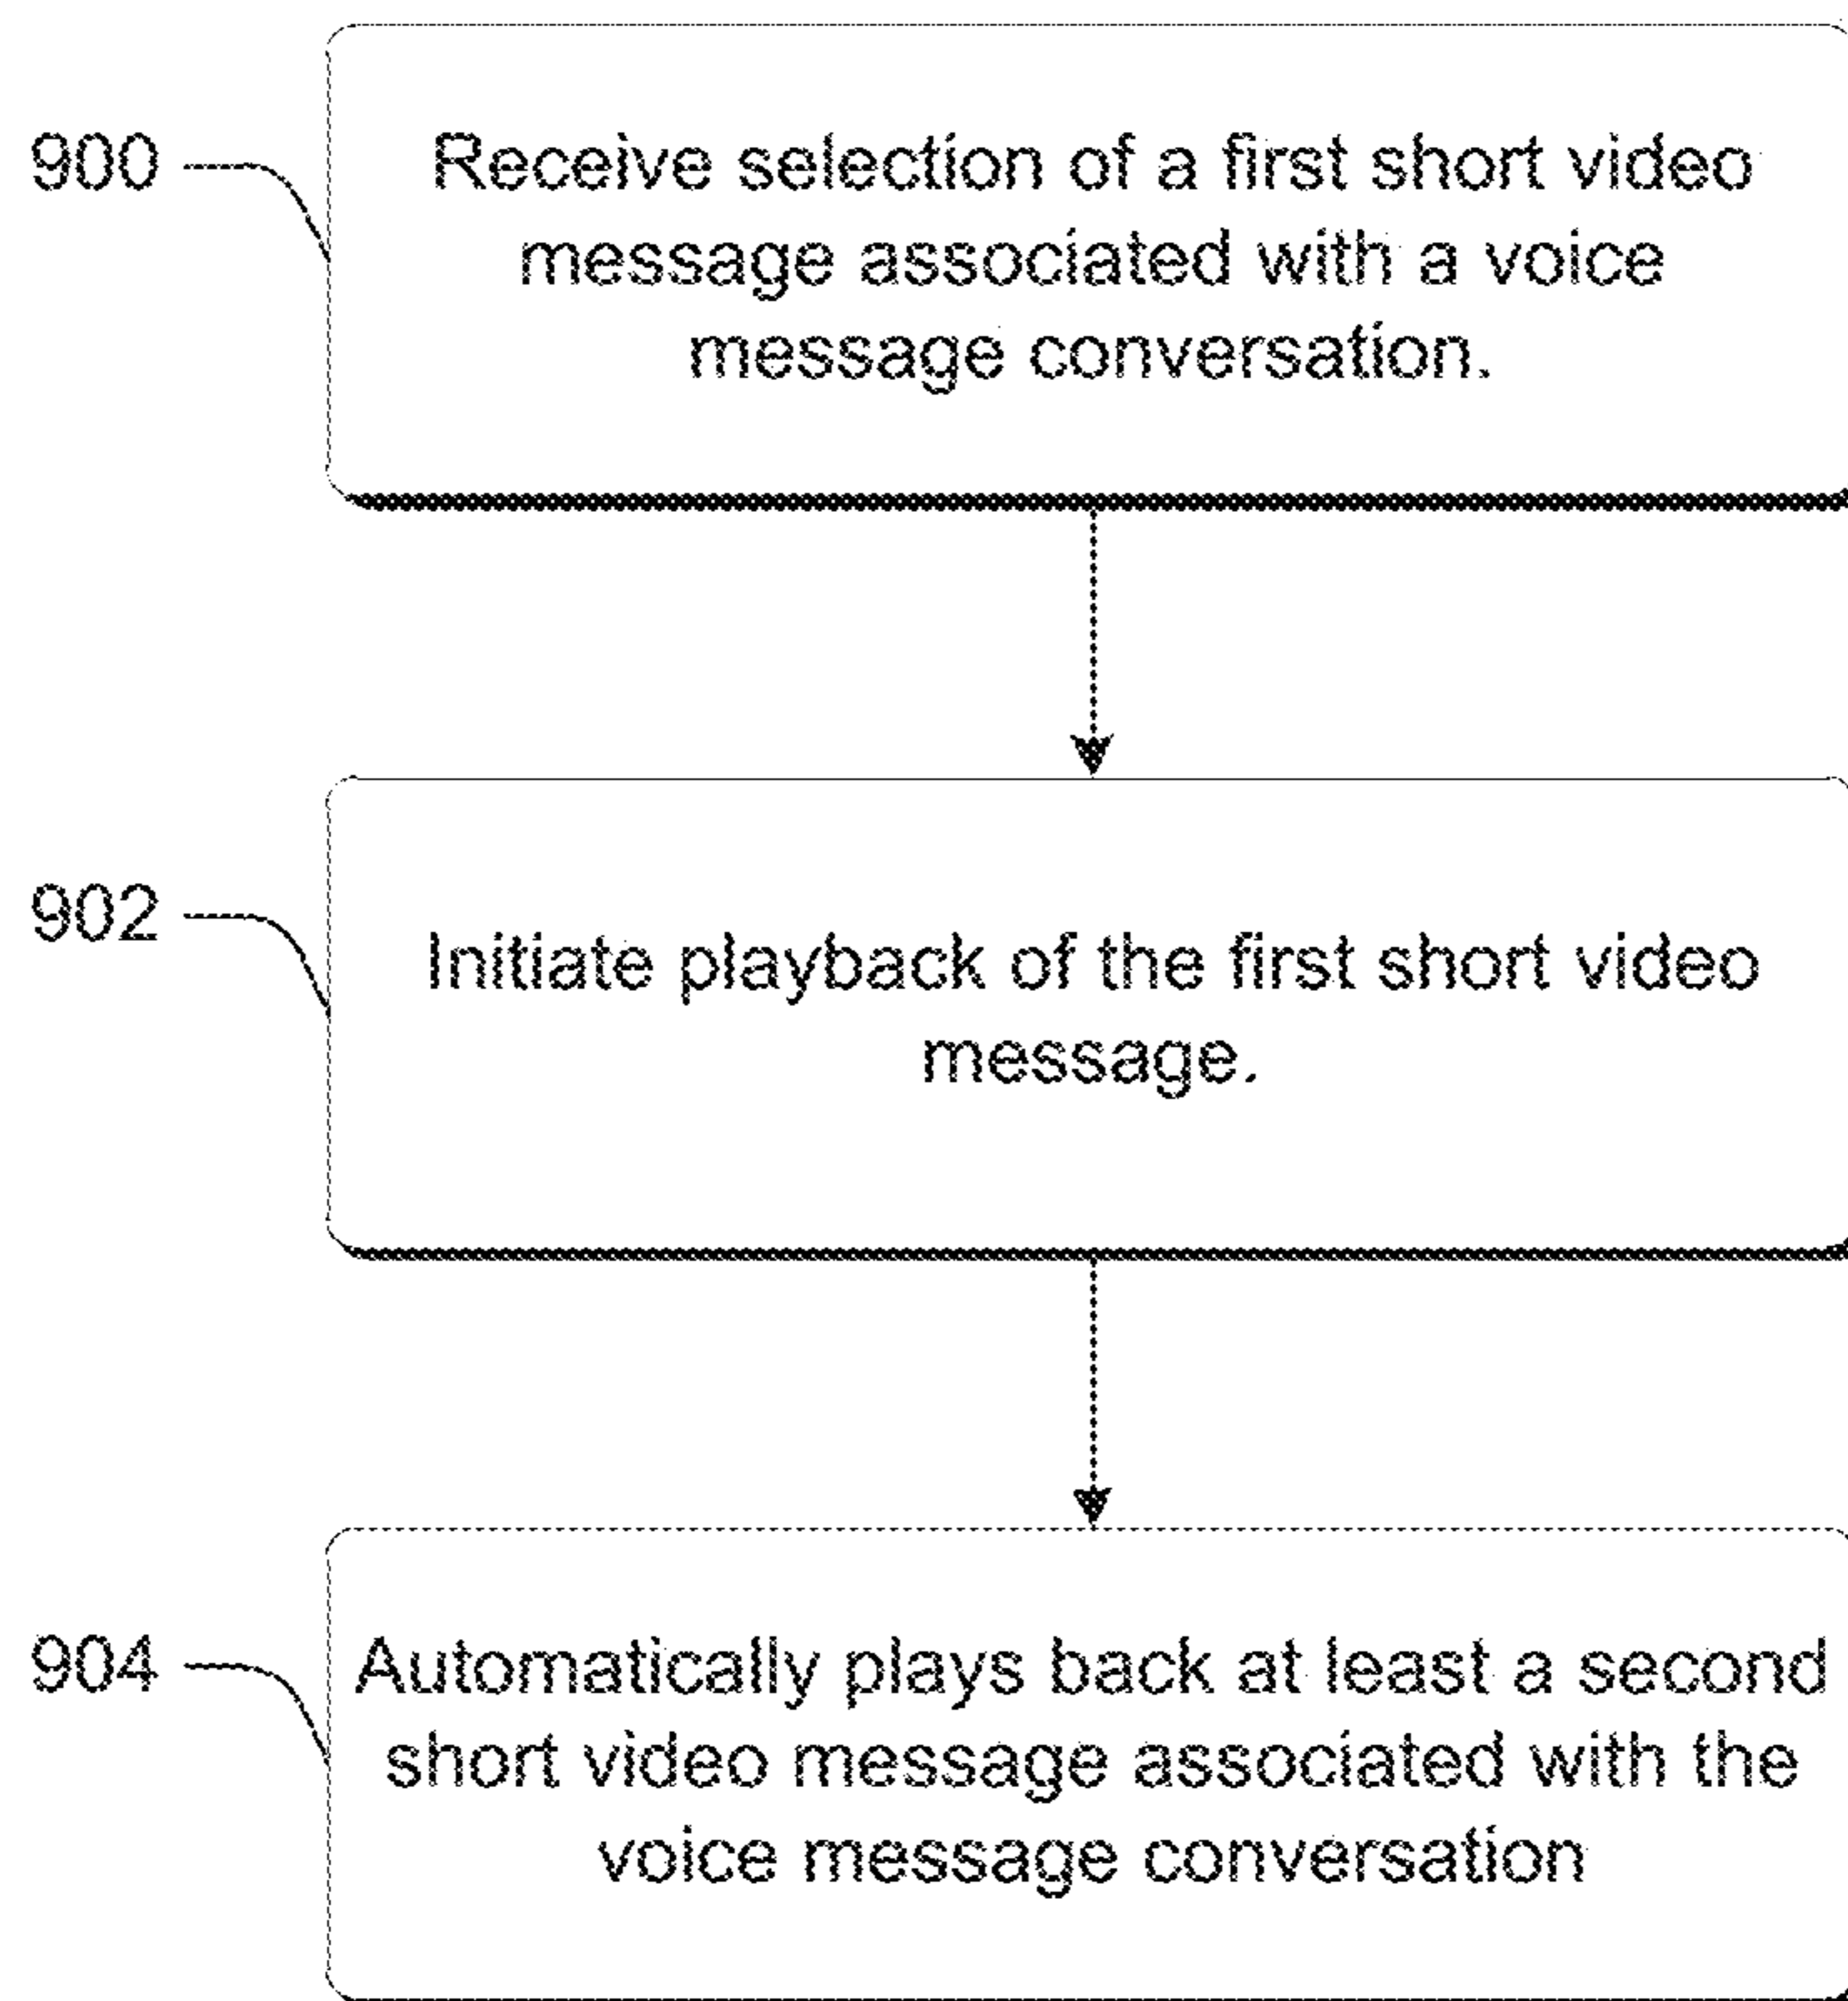 900
Receive selection of a first short video
message associated with a voice
message conversation.
902
Initiate playback of the first short video
message.
904
Automatically plays back at least a second
short video message associated with the
voice message conversation